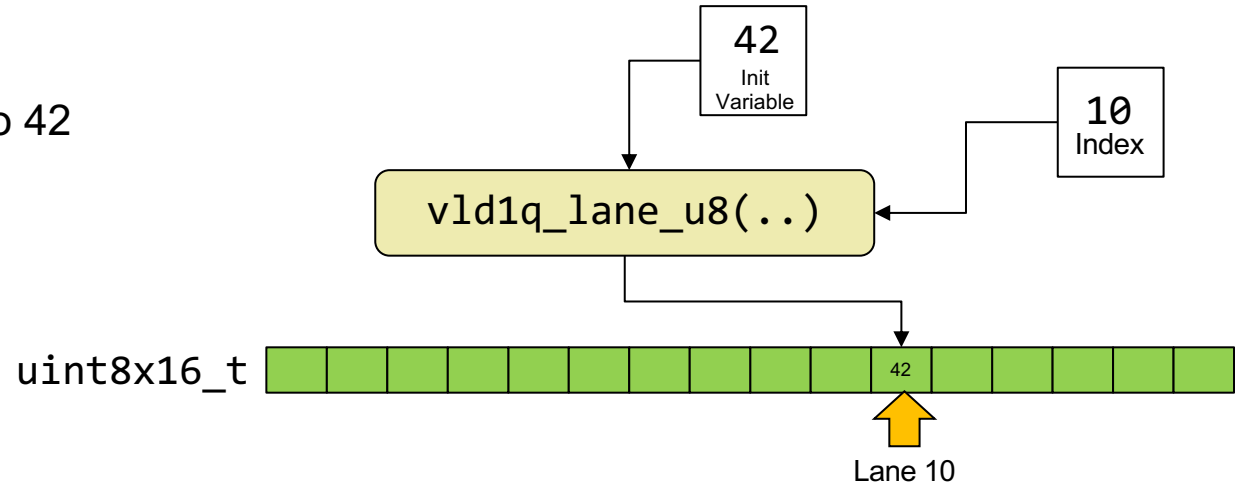 42
Init
Variable
10
Index
o 42
vld1q_lane_u8(..)
uint8x16_t
42
Lane 10